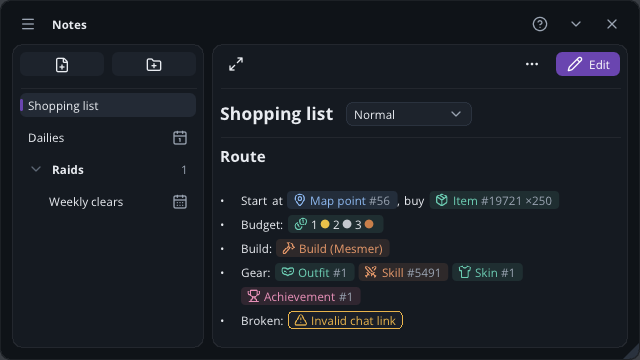 Notes
Edit
Shopping list
Dailies
Raids 1
Weekly clears
Shopping list Normal
Route
• Start at Map point #56 , buy Item #19721 ×250
• Budget: 1 2 3
• Build: Build (Mesmer)
• Gear: Outfit #1 Skill #5491 Skin #1
Achievement #1
• Broken: Invalid chat link